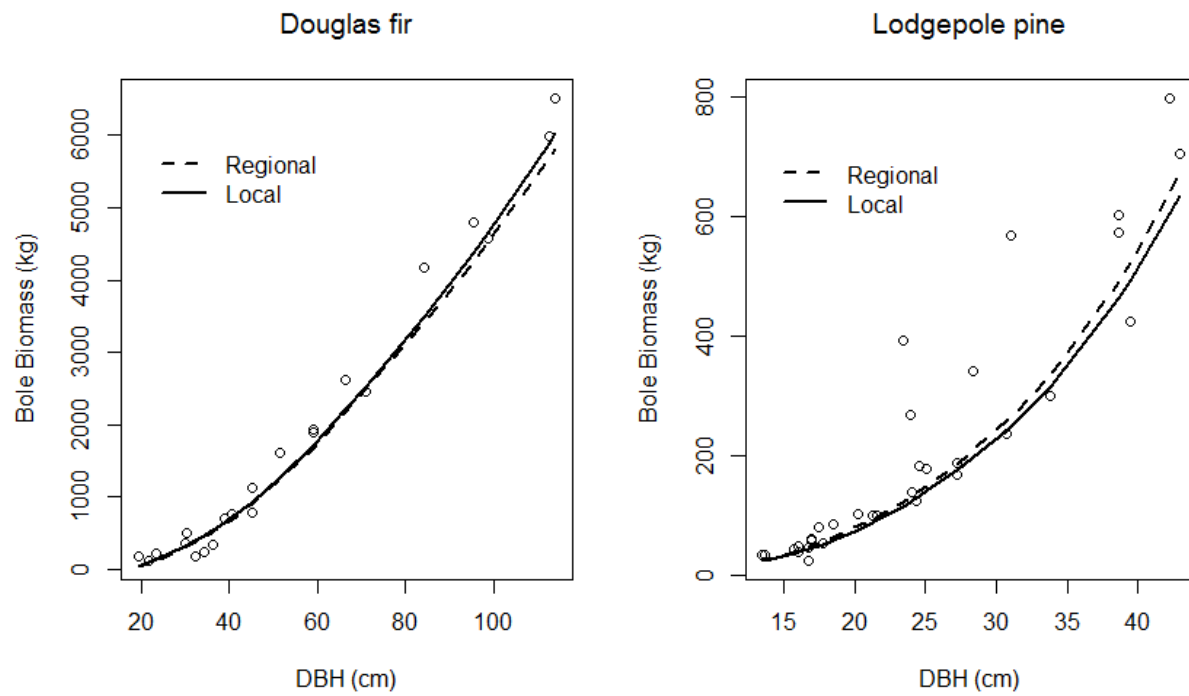 Douglas fir
Bole Biomass (kg)
6000
5000
4000
3000
2000
1000
0
Regional
Local
20 40 60 80 100
DBH (cm)
Lodgepole pine
Bole Biomass (kg)
800
600
400
200
0
Regional
Local
15 20 25 30 35 40
DBH (cm)